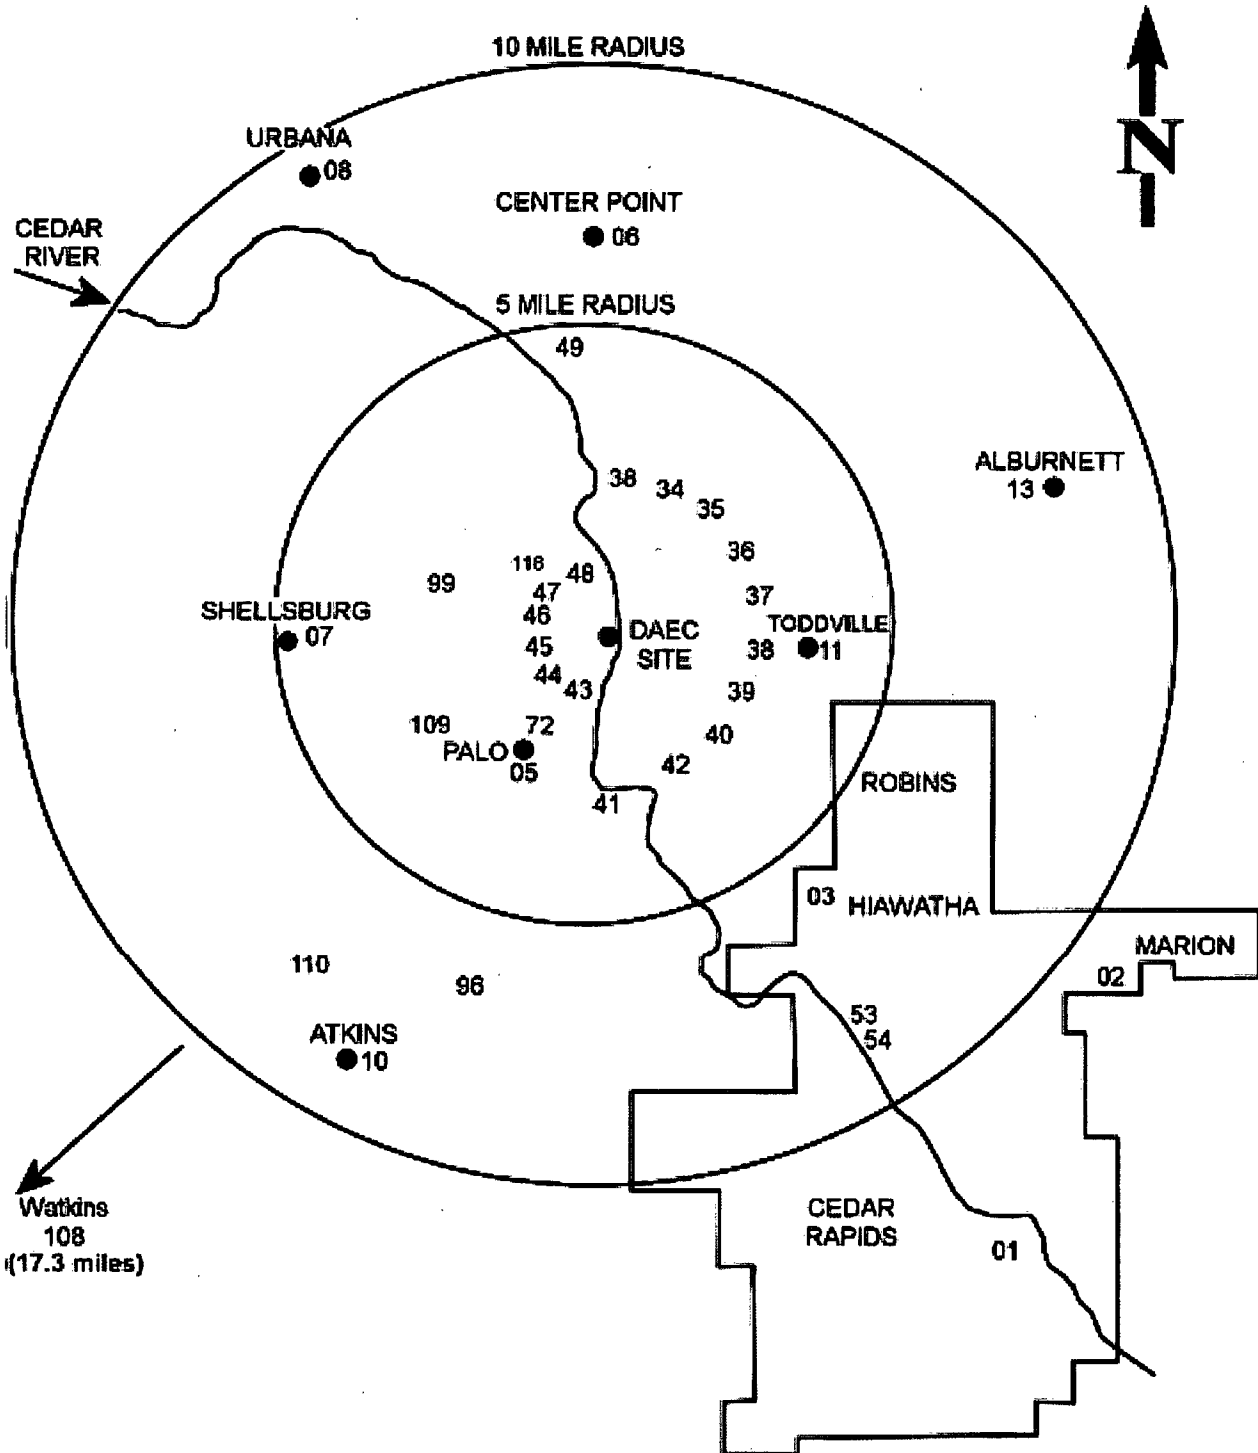 10 MILE RADIUS
URBANA
08
CENTER POINT
06
N
CEDAR
RIVER
5 MILE RADIUS
49
ALBURNETT
13
38
34
35
36
116
48
99
47
37
SHELLSBURG
07
46
DAEC
SITE
TODDVILLE
11
45
38
44
43
39
109
72
40
PALO
05
42
41
ROBINS
03
HIAWATHA
MARION
02
110
96
53
54
ATKINS
10
Watkins
108
(17.3 miles)
CEDAR
RAPIDS
01